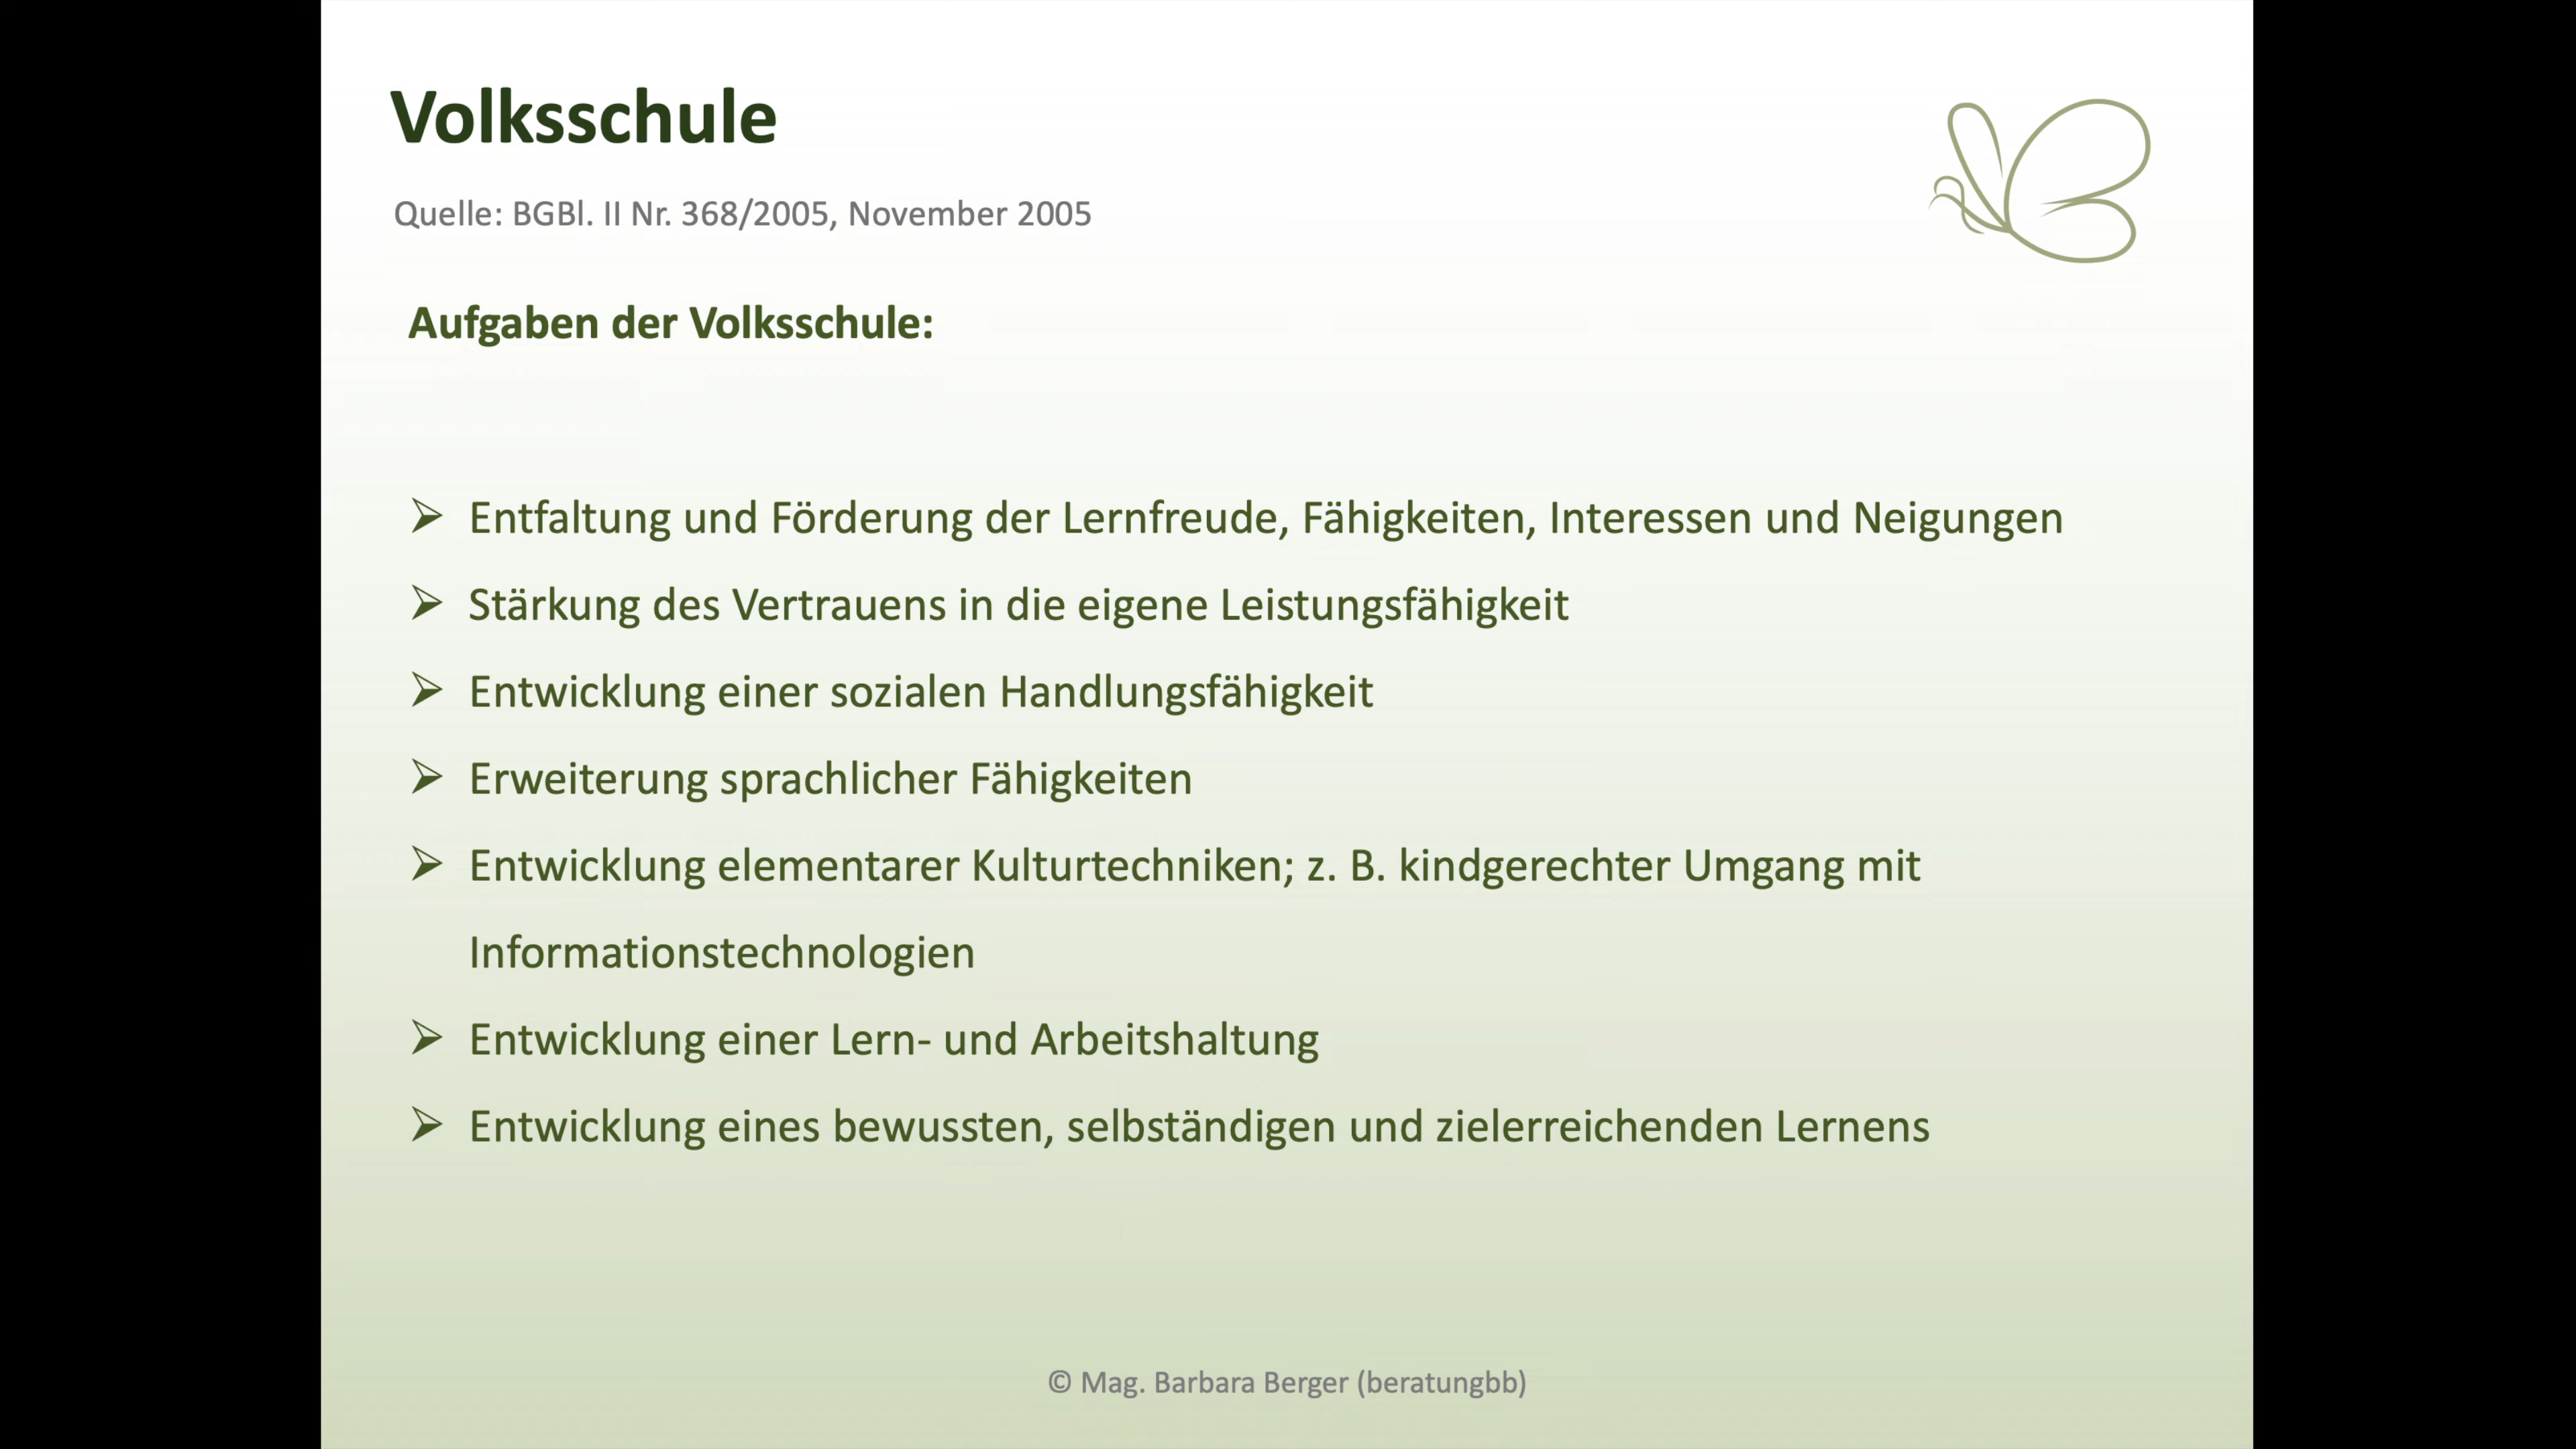 Volksschule
Quelle: BGBl. II Nr. 368/2005, November 2005
Aufgaben der Volksschule:
➢ Entfaltung und Förderung der Lernfreude, Fähigkeiten, Interessen und Neigungen
➢ Stärkung des Vertrauens in die eigene Leistungsfähigkeit
➢ Entwicklung einer sozialen Handlungsfähigkeit
➢ Erweiterung sprachlicher Fähigkeiten
➢ Entwicklung elementarer Kulturtechniken; z. B. kindgerechter Umgang mit
Informationstechnologien
➢ Entwicklung einer Lern- und Arbeitshaltung
➢ Entwicklung eines bewussten, selbständigen und zielerreichenden Lernens
© Mag. Barbara Berger (beratungbb)